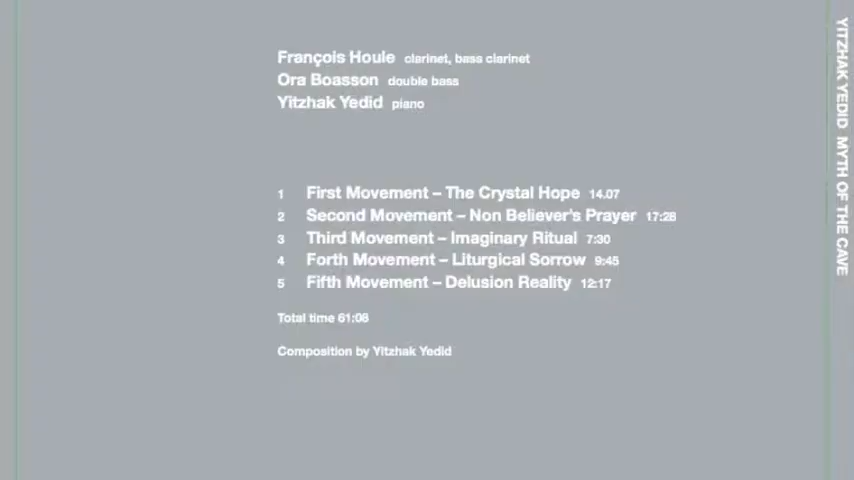 François Houle clarinet, bass clarinet
Ora Boasson double bass
Yitzhak Yedid piano
1 First Movement – The Crystal Hope 14.07
2 Second Movement – Non Believer's Prayer 17:28
3 Third Movement – Imaginary Ritual 7:30
4 Forth Movement – Liturgical Sorrow 9:45
5 Fifth Movement – Delusion Reality 12:17
Total time 61:08
Composition by Yitzhak Yedid
YITZHAK YEDID MYTH OF THE CAVE